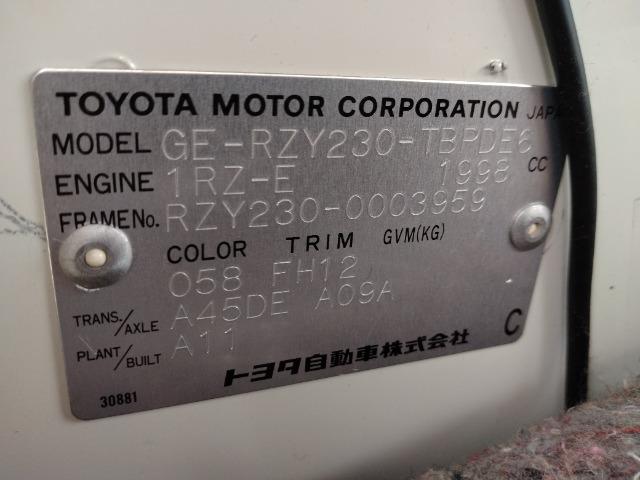 TOYOTA MOTOR CORPORATION JAPA
MODEL GE-RZY230-TBPDE6
ENGINE 1RZ-E 1998 CC
FRAME No. RZY230-0003959
COLOR TRIM GVM(KG)
058 FH12
TRANS./AXLE A45DE A09A
PLANT/BUILT A11
C
トヨタ自動車株式会社
30881